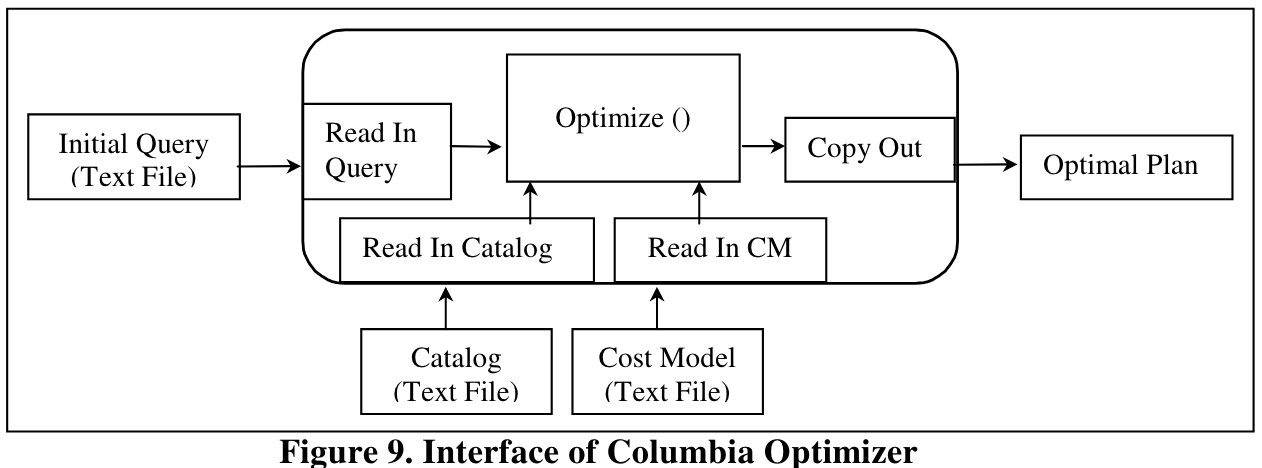 Initial Query
(Text File)
Read In
Query
Optimize ()
Copy Out
Optimal Plan
Read In Catalog
Read In CM
Catalog
(Text File)
Cost Model
(Text File)
Figure 9. Interface of Columbia Optimizer